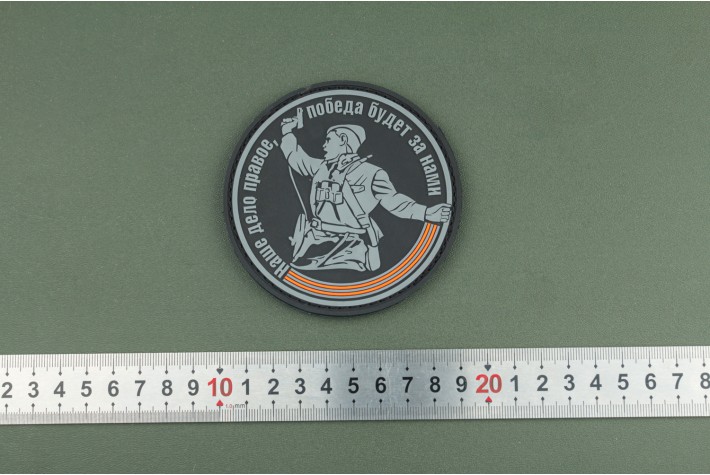 Наше дело правое, победа будет за нами
2 3 4 5 6 7 8 9 10 1 2 3 4 5 6 7 8 9 20 1 2 3 4 5 6 7 8